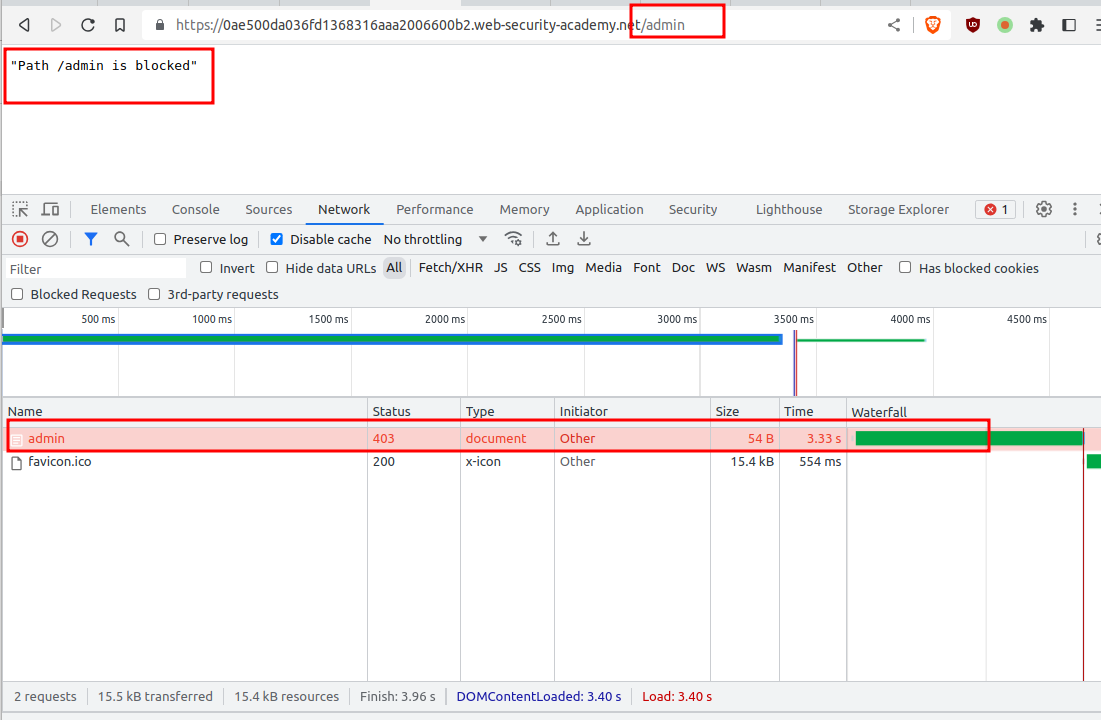 https://0ae500da036fd1368316aaa2006600b2.web-security-academy.net/admin
"Path /admin is blocked"
Elements Console Sources Network Performance Memory Application Security Lighthouse Storage Explorer 1
Preserve log Disable cache No throttling
Filter Invert Hide data URLs All Fetch/XHR JS CSS Img Media Font Doc WS Wasm Manifest Other Has blocked cookies
Blocked Requests 3rd-party requests
500 ms 1000 ms 1500 ms 2000 ms 2500 ms 3000 ms 3500 ms 4000 ms 4500 ms
Name Status Type Initiator Size Time Waterfall
admin 403 document Other 54 B 3.33 s
favicon.ico 200 x-icon Other 15.4 kB 554 ms
2 requests 15.5 kB transferred 15.4 kB resources Finish: 3.96 s DOMContentLoaded: 3.40 s Load: 3.40 s